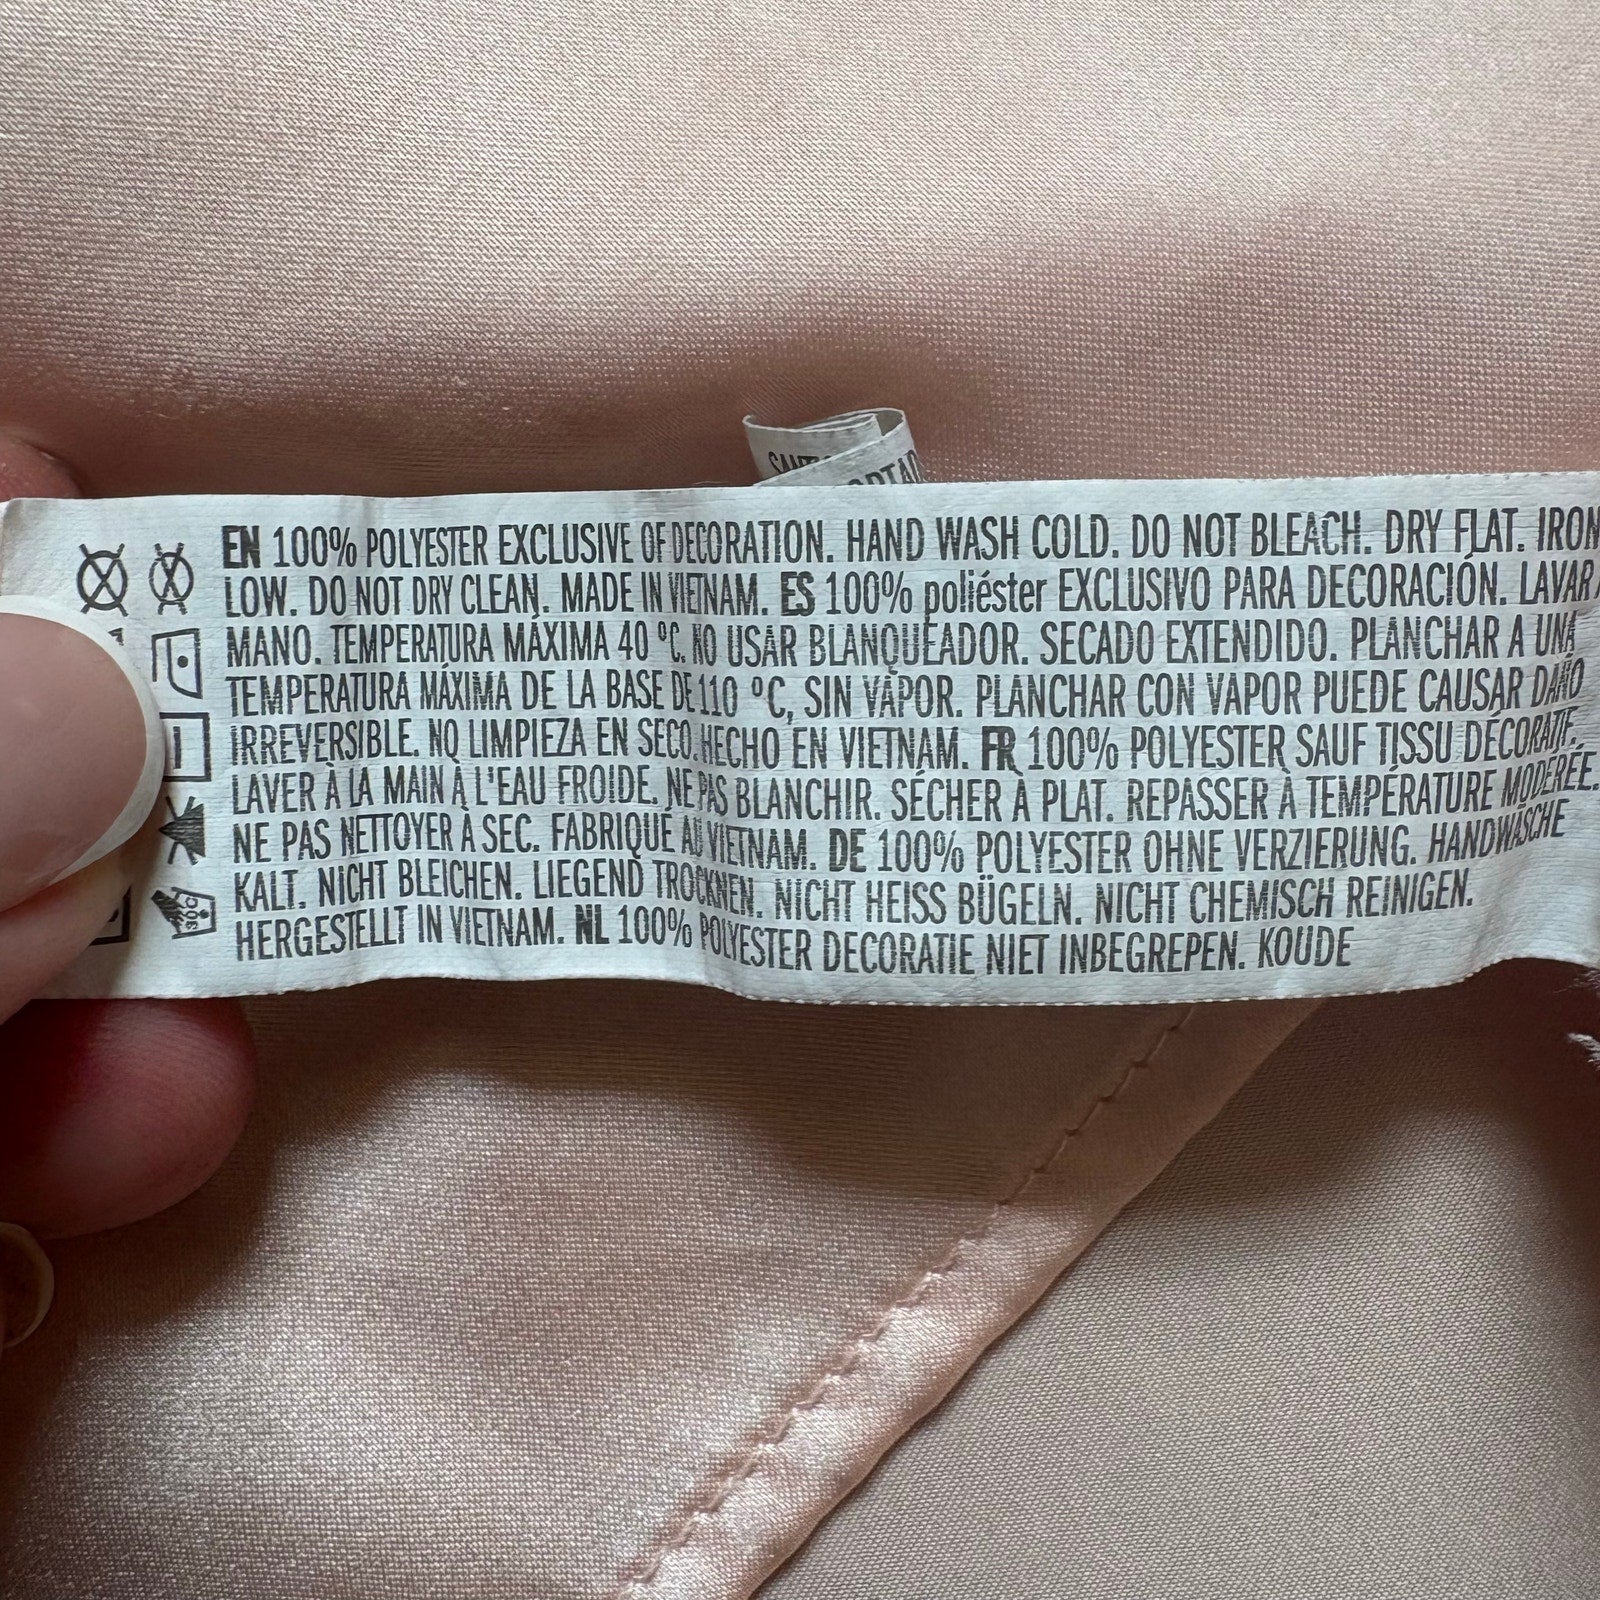 ORTAD
EN 100% POLYESTER EXCLUSIVE OF DECORATION. HAND WASH COLD. DO NOT BLEACH. DRY FLAT. IRON
LOW. DO NOT DRY CLEAN. MADE IN VIETNAM. ES 100% poliéster EXCLUSIVO PARA DECORACIÓN. LAVAR A
MANO. TEMPERATURA MÁXIMA 40 °C. NO USAR BLANQUEADOR. SECADO EXTENDIDO. PLANCHAR A UNA
TEMPERATURA MÁXIMA DE LA BASE DE 110 °C, SIN VAPOR. PLANCHAR CON VAPOR PUEDE CAUSAR DAÑO
IRREVERSIBLE. NO LIMPIEZA EN SECO. HECHO EN VIETNAM. FR 100% POLYESTER SAUF TISSU DÉCORATIF.
LAVER À LA MAIN À L'EAU FROIDE. NE PAS BLANCHIR. SÉCHER À PLAT. REPASSER À TEMPÉRATURE MODÉRÉE.
NE PAS NETTOYER À SEC. FABRIQUÉ AU VIETNAM. DE 100% POLYESTER OHNE VERZIERUNG. HANDWÄSCHE
KALT. NICHT BLEICHEN. LIEGEND TROCKNEN. NICHT HEISS BÜGELN. NICHT CHEMISCH REINIGEN.
HERGESTELLT IN VIETNAM. NL 100% POLYESTER DECORATIE NIET INBEGREPEN. KOUDE
30C